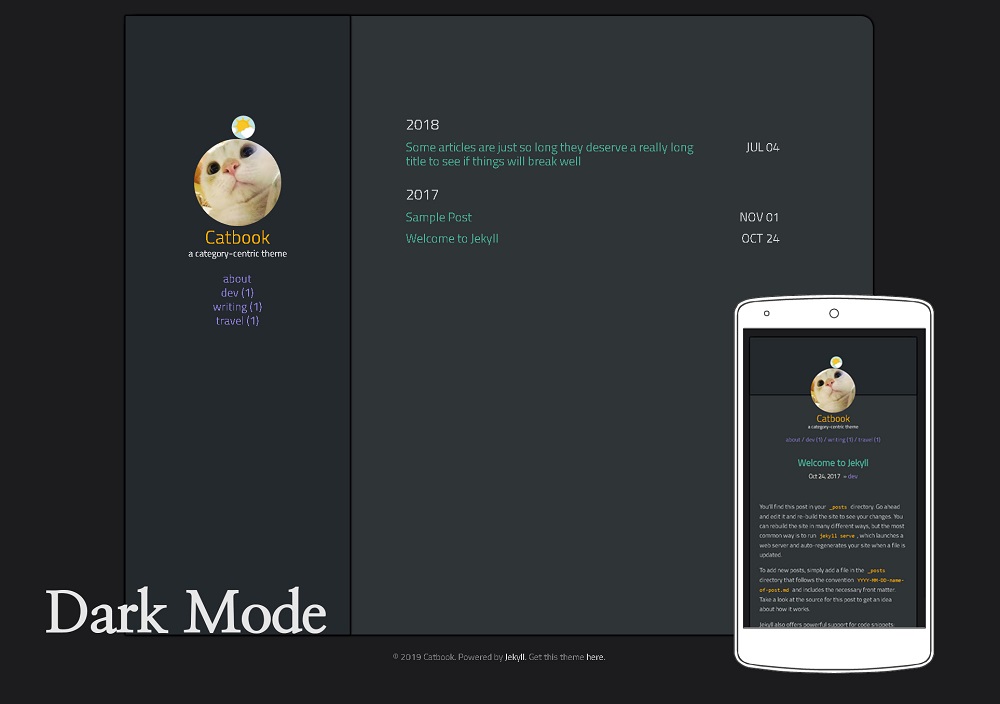 Catbook
a category-centric theme
about
dev (1)
writing (1)
travel (1)
2018
Some articles are just so long they deserve a really long
title to see if things will break well
JUL 04
2017
Sample Post
NOV 01
Welcome to Jekyll
OCT 24
Catbook
a category-centric theme
about / dev (1) / writing (1) / travel (1)
Welcome to Jekyll
Oct 24, 2017 – dev
You'll find this post in your _posts directory. Go ahead
and edit it and re-build the site to see your changes. You
can rebuild the site in many different ways, but the most
common way is to run jekyll serve , which launches a
web server and auto-regenerates your site when a file is
updated.
To add new posts, simply add a file in the _posts
directory that follows the convention YYYY-MM-DD-name-
of-post.md and includes the necessary front matter.
Take a look at the source for this post to get an idea
about how it works.
Jekyll also offers powerful support for code snippets:
Dark Mode
© 2019 Catbook. Powered by Jekyll. Get this theme here.